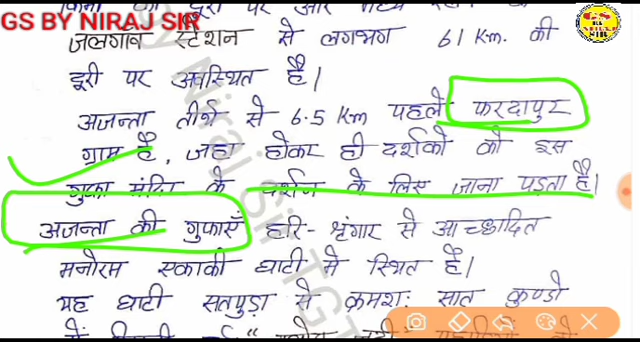 GS BY NIRAJ SIR
जलगाँव स्टेशन से लगभग 61 Km. की
दूरी पर अवस्थित है।
अजन्ता तीर्थ से 6.5 Km पहले फरदापुर
ग्राम है, जहा होकर ही दर्शको को इस
गुफा मंदिर के दर्शन के लिए जाना पड़ता है।
अजन्ता की गुफाएँ हरि-श्रृंगार से आच्छादित
मनोरम एकाकी घाटी में स्थित है।
यह घाटी सतपुड़ा से क्रमशः सात कुण्डो